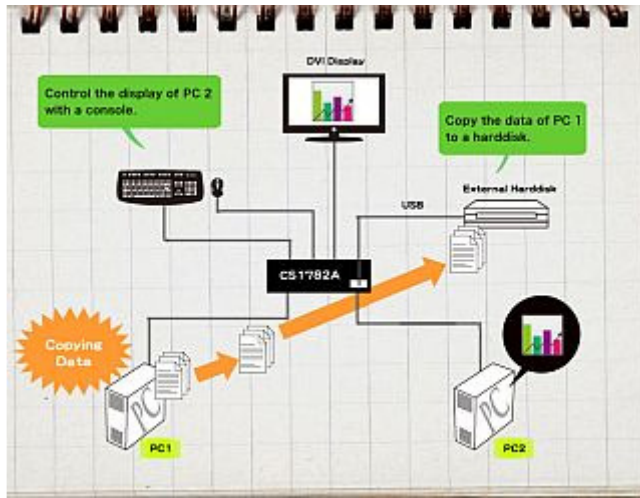 DVI Display
Control the display of PC 2
with a console.
Copy the data of PC 1
to a harddisk.
External Harddisk
USB
CS1782A
Copying
Data
PC
PC
PC1
PC2